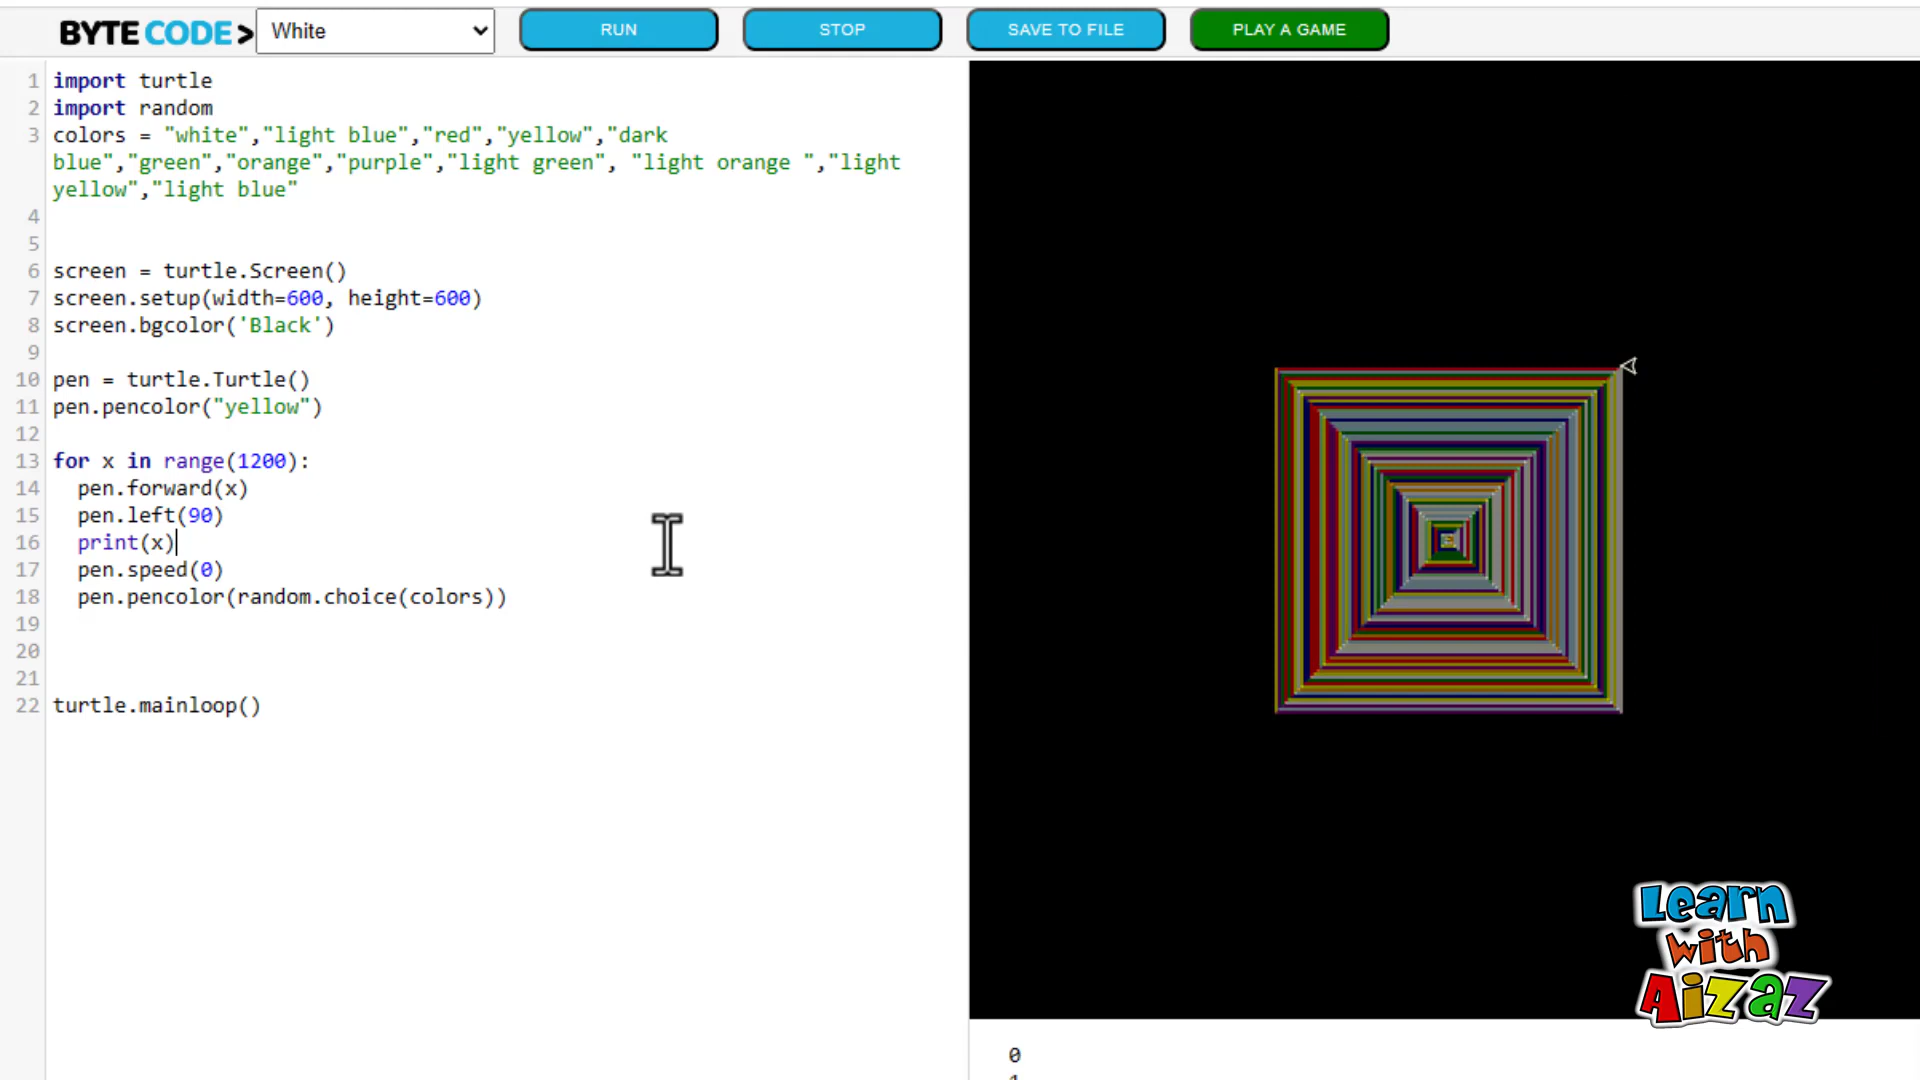 BYTE CODE> White RUN STOP SAVE TO FILE PLAY A GAME
1 import turtle
2 import random
3 colors = "white","light blue","red","yellow","dark
blue","green","orange","purple","light green", "light orange ","light
yellow","light blue"
4
5
6 screen = turtle.Screen()
7 screen.setup(width=600, height=600)
8 screen.bgcolor('Black')
9
10 pen = turtle.Turtle()
11 pen.pencolor("yellow")
12
13 for x in range(1200):
14 pen.forward(x)
15 pen.left(90)
16 print(x)
17 pen.speed(0)
18 pen.pencolor(random.choice(colors))
19
20
21
22 turtle.mainloop()
Learn
with
Aizaz
0